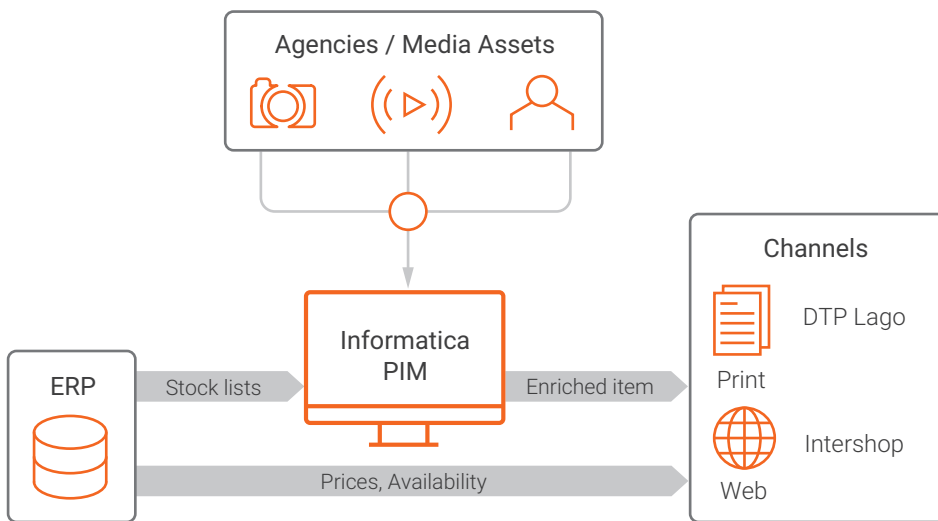 Agencies / Media Assets
Channels
DTP Lago
Informatica
PIM
Print
ERP
Stock lists
Enriched item
Intershop
Prices, Availability
Web